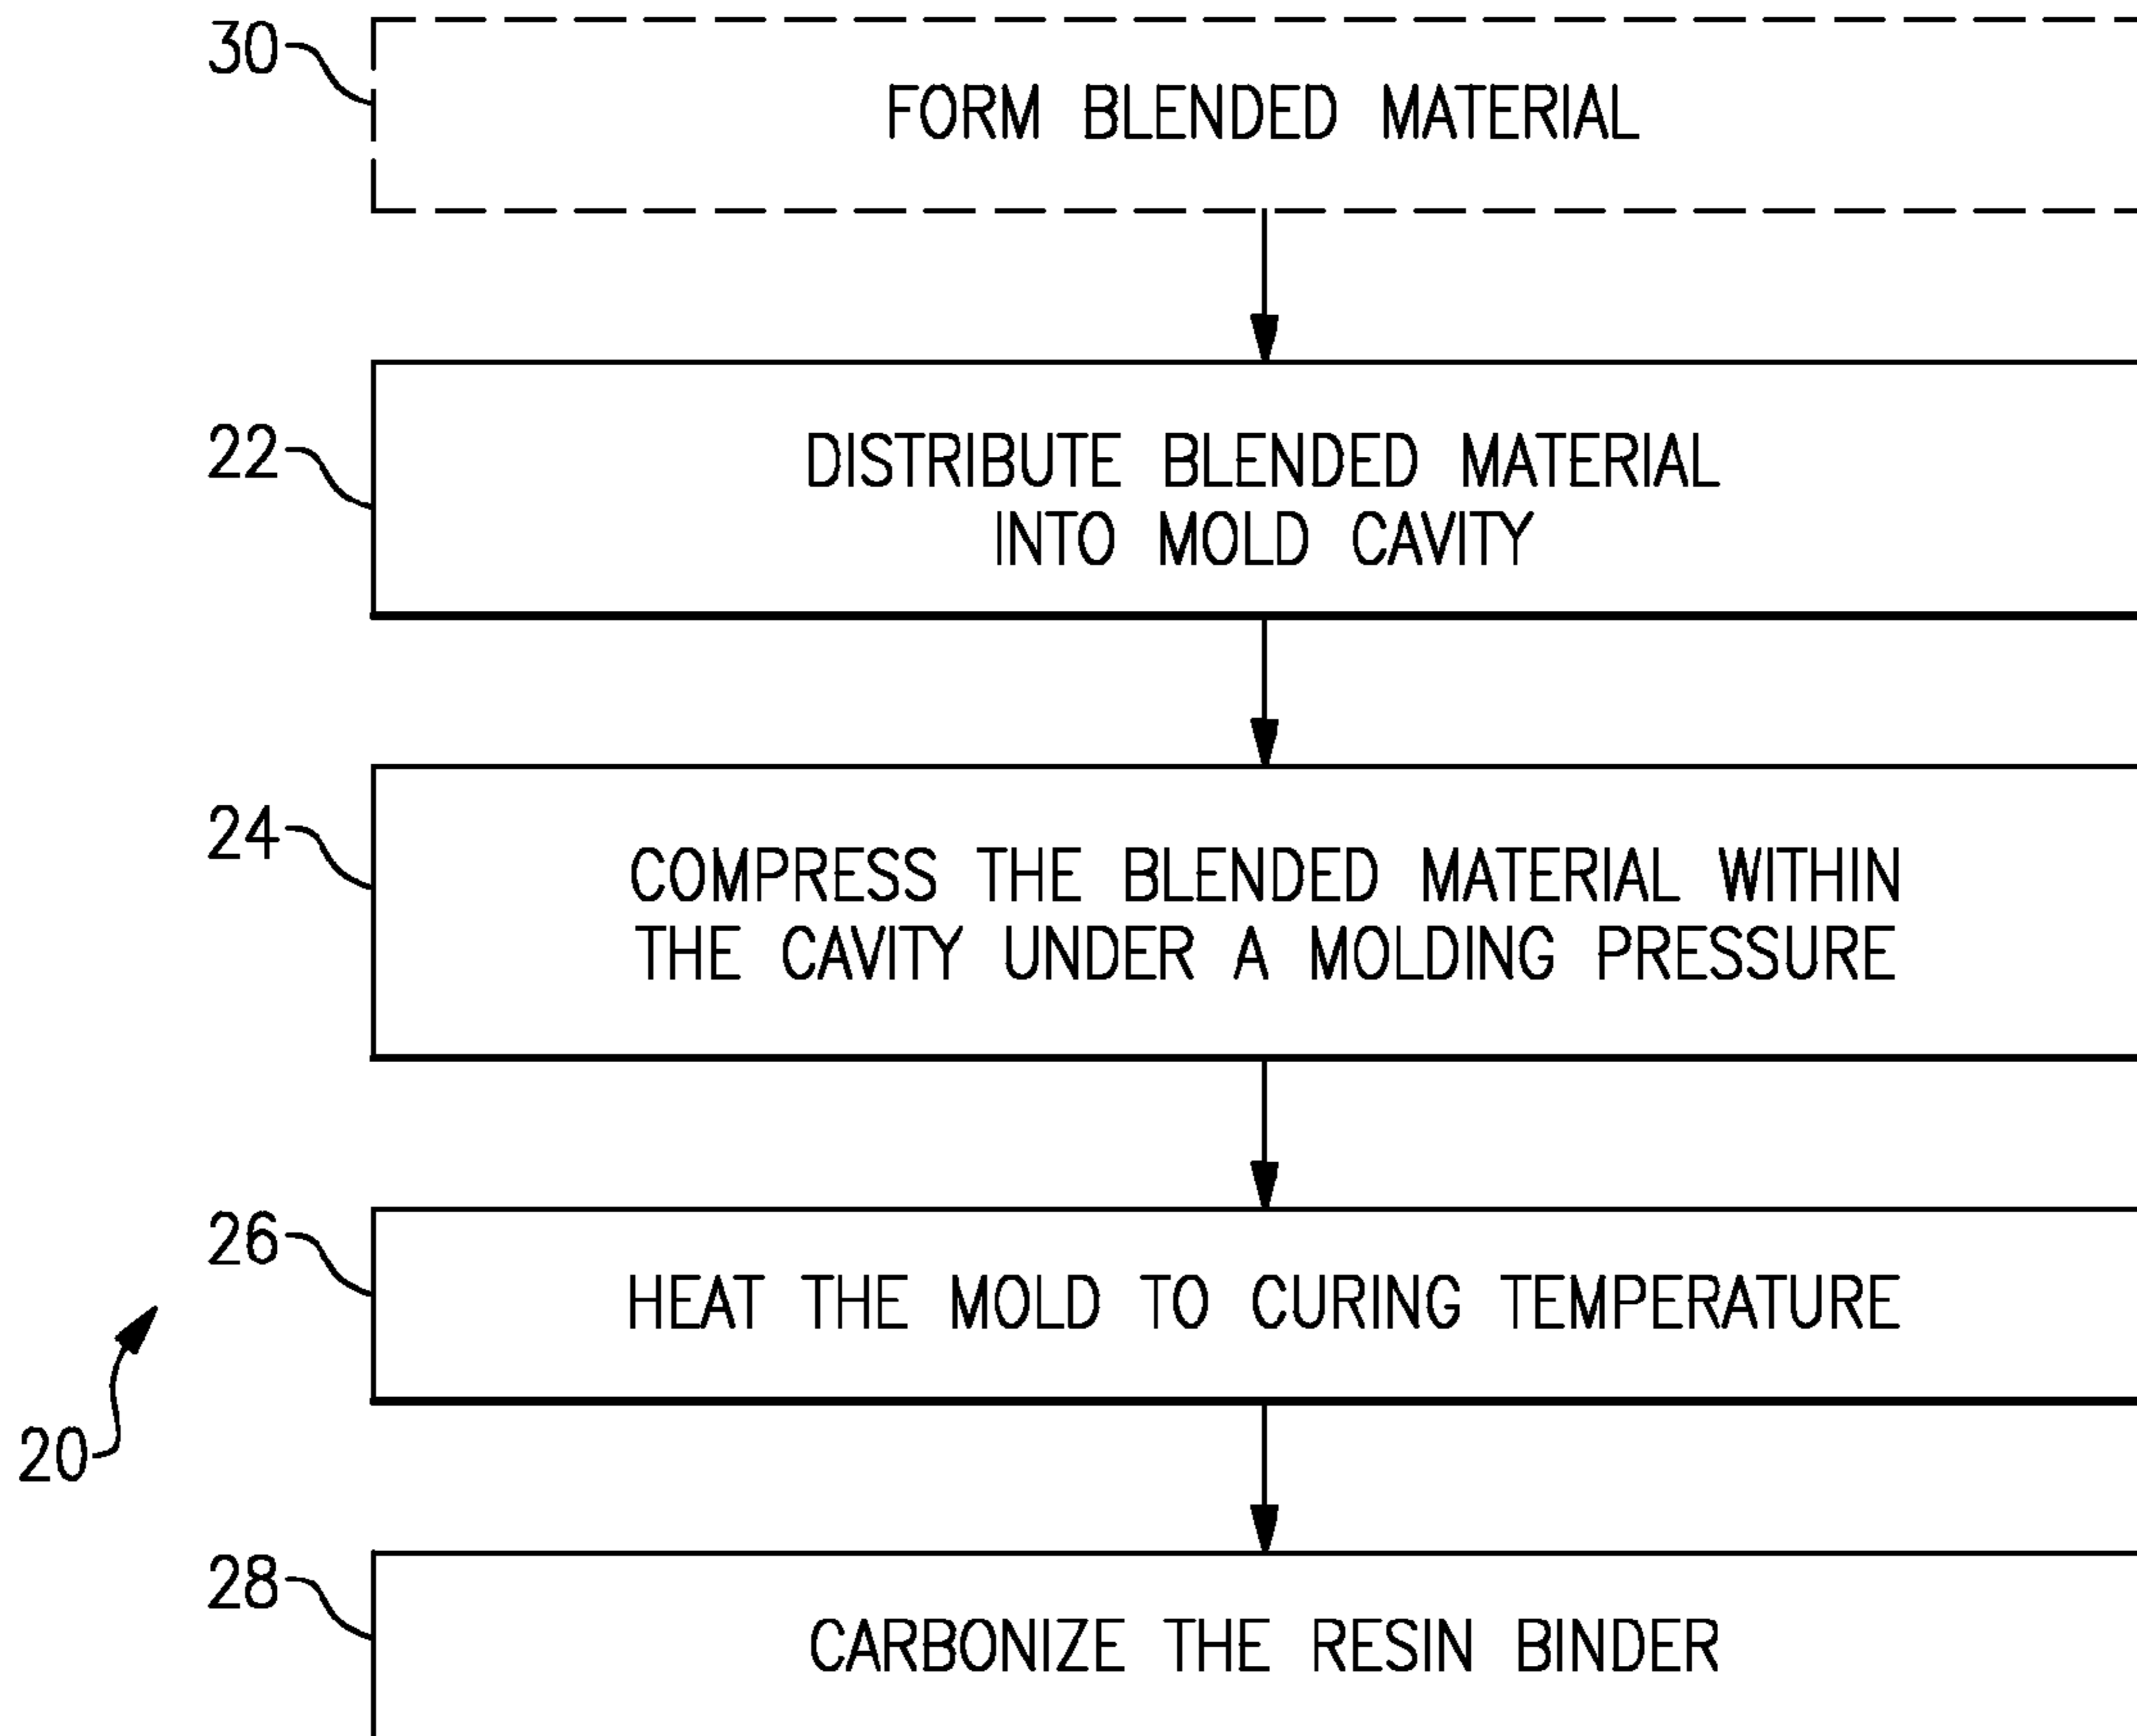 30
FORM BLENDED MATERIAL
22
DISTRIBUTE BLENDED MATERIAL
INTO MOLD CAVITY
24
COMPRESS THE BLENDED MATERIAL WITHIN
THE CAVITY UNDER A MOLDING PRESSURE
26
HEAT THE MOLD TO CURING TEMPERATURE
20
28
CARBONIZE THE RESIN BINDER